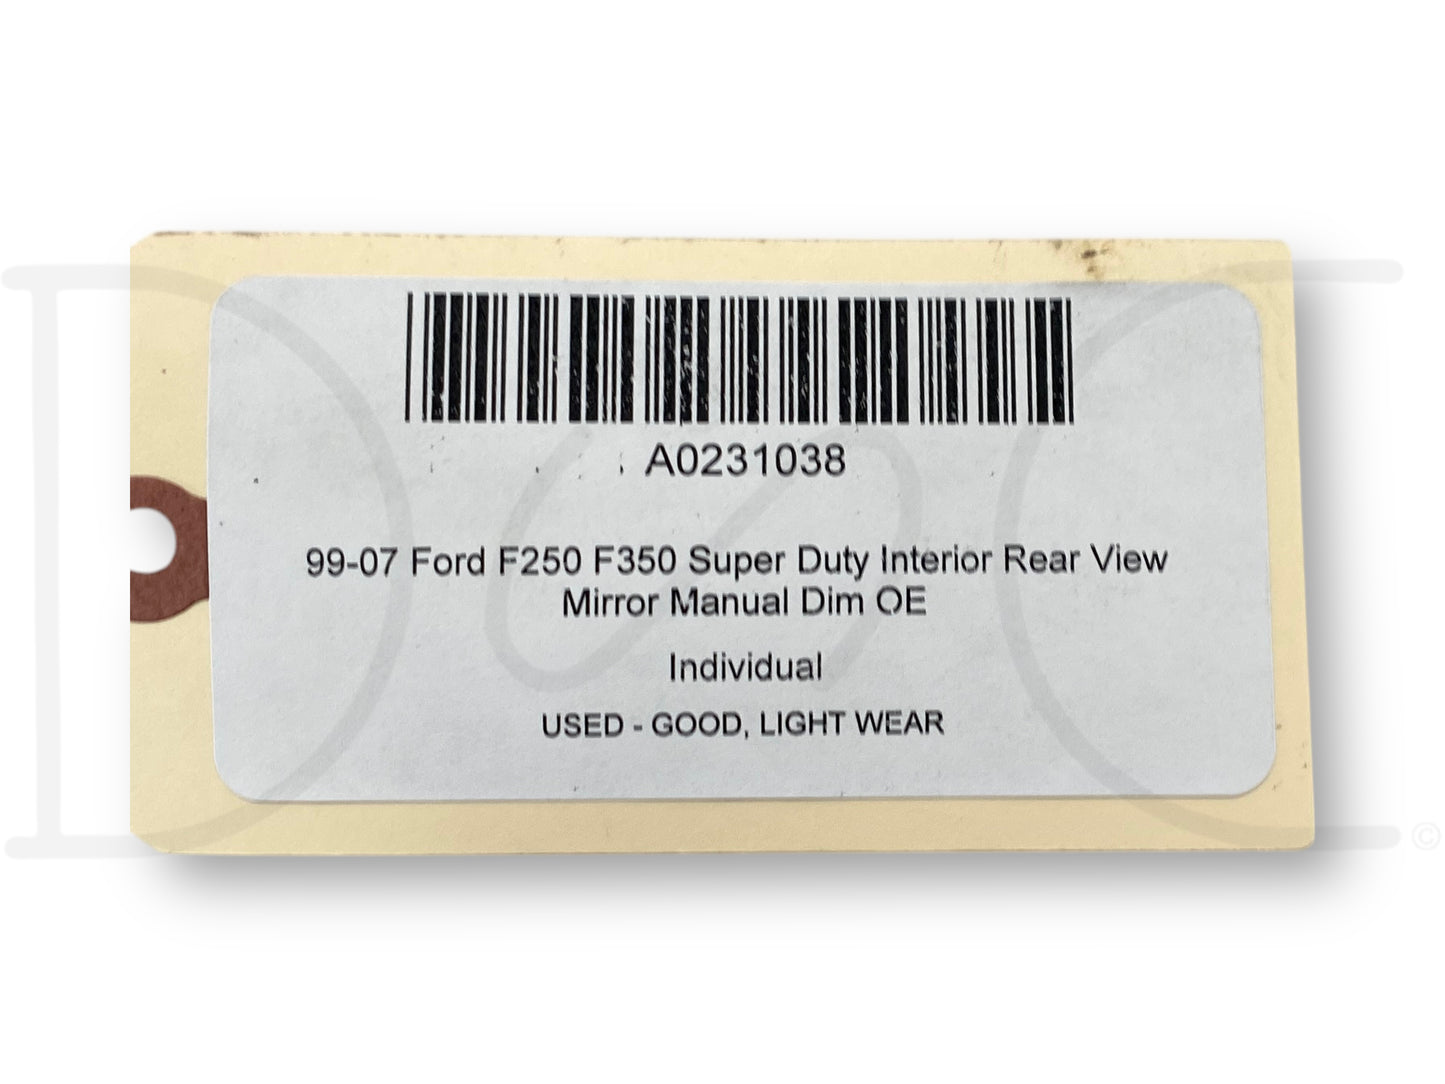 A0231038
99-07 Ford F250 F350 Super Duty Interior Rear View
Mirror Manual Dim OE
Individual
USED - GOOD, LIGHT WEAR
©